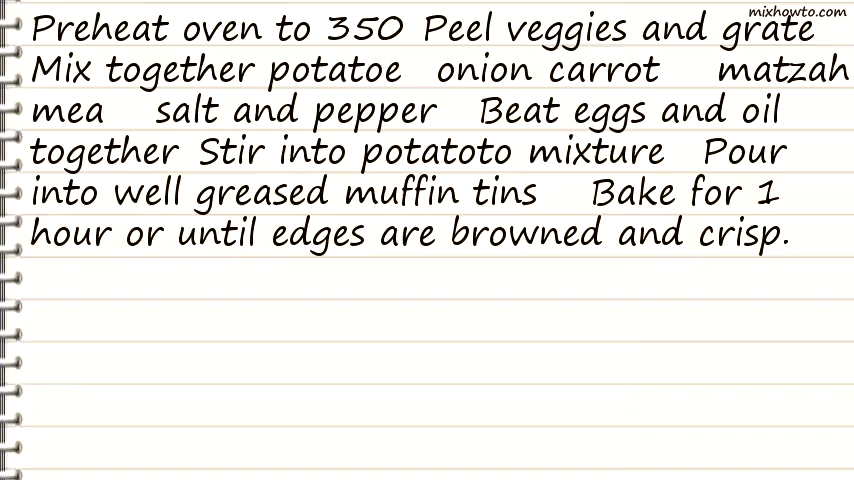 mixhowto.com
Preheat oven to 350 Peel veggies and grate
Mix together potatoe onion carrot matzah
mea salt and pepper Beat eggs and oil
together Stir into potatoto mixture Pour
into well greased muffin tins Bake for 1
hour or until edges are browned and crisp.